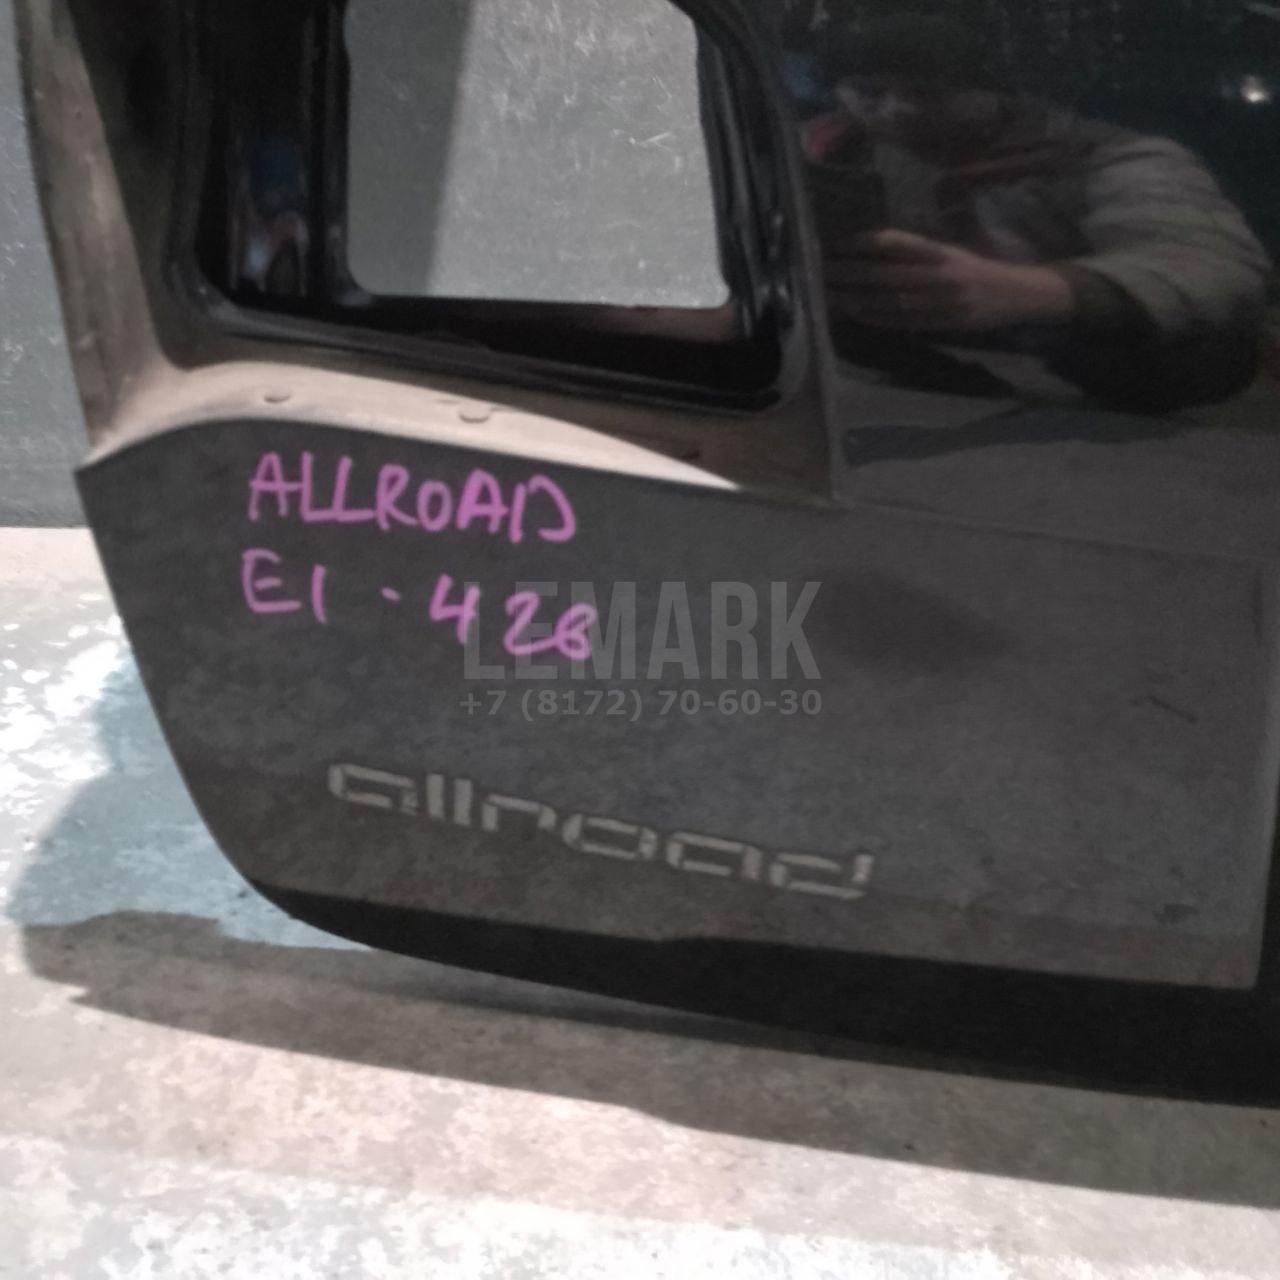 ALLROAD
E1 - 426
LEMARK
+7 (8172) 70-60-30
allroad